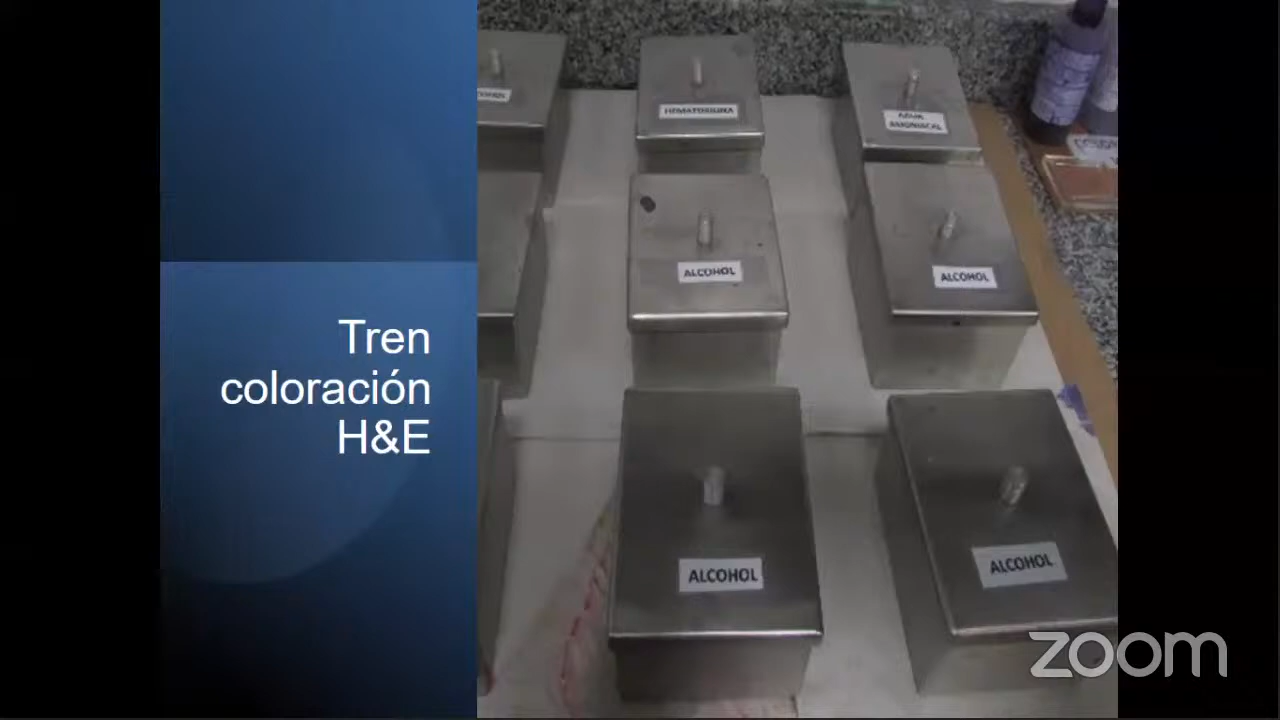 Tren
coloración
H&E
HEMATOXILINA
AGUA
AMONIACAL
ALCOHOL
ALCOHOL
ALCOHOL
ALCOHOL
zoom